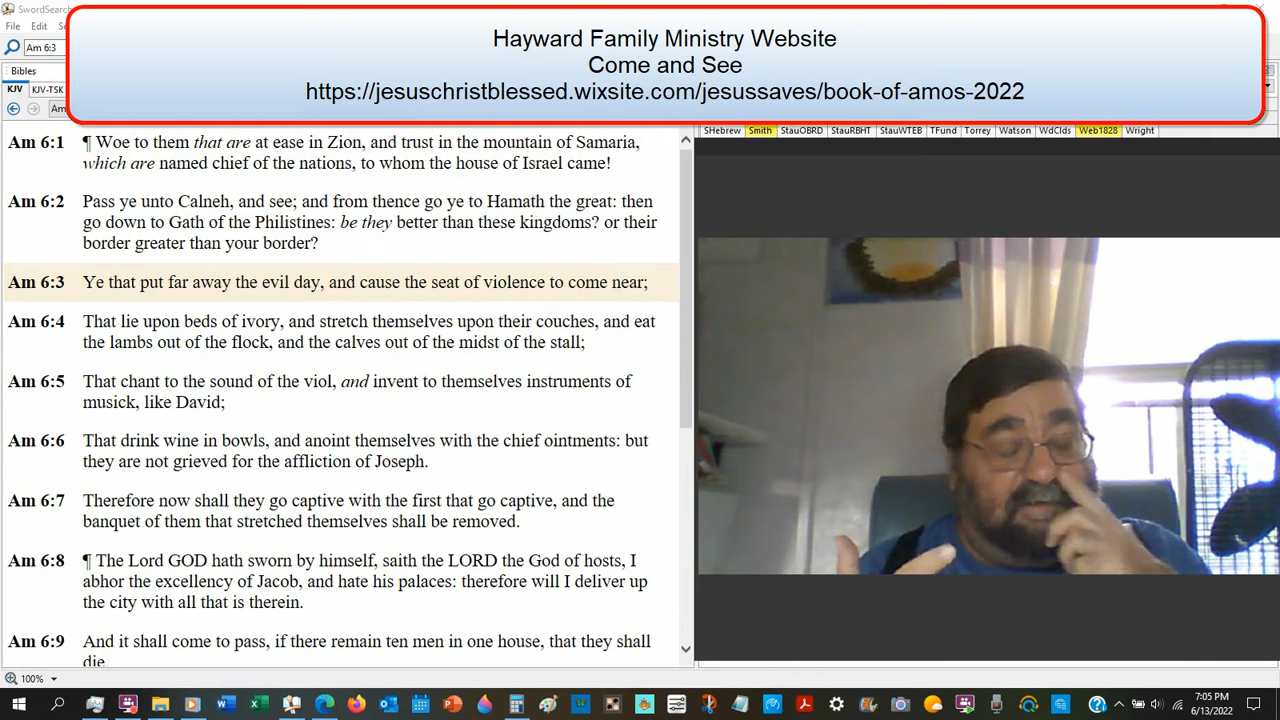 SwordSearch
Hayward Family Ministry Website
Come and See
https://jesuschristblessed.wixsite.com/jesussaves/book-of-amos-2022
File Edit
Am 6:3
Bibles
KJV KJV-TSK
Am
SHebrew Smith StauOBRD StauRBHT StauWTEB TFund Torrey Watson WdClds Web1828 Wright
Am 6:1 ¶ Woe to them that are at ease in Zion, and trust in the mountain of Samaria,
which are named chief of the nations, to whom the house of Israel came!
Am 6:2 Pass ye unto Calneh, and see; and from thence go ye to Hamath the great: then
go down to Gath of the Philistines: be they better than these kingdoms? or their
border greater than your border?
Am 6:3 Ye that put far away the evil day, and cause the seat of violence to come near;
Am 6:4 That lie upon beds of ivory, and stretch themselves upon their couches, and eat
the lambs out of the flock, and the calves out of the midst of the stall;
Am 6:5 That chant to the sound of the viol, and invent to themselves instruments of
musick, like David;
Am 6:6 That drink wine in bowls, and anoint themselves with the chief ointments: but
they are not grieved for the affliction of Joseph.
Am 6:7 Therefore now shall they go captive with the first that go captive, and the
banquet of them that stretched themselves shall be removed.
Am 6:8 ¶ The Lord GOD hath sworn by himself, saith the LORD the God of hosts, I
abhor the excellency of Jacob, and hate his palaces: therefore will I deliver up
the city with all that is therein.
Am 6:9 And it shall come to pass, if there remain ten men in one house, that they shall
die.
100%
7:05 PM
6/13/2022